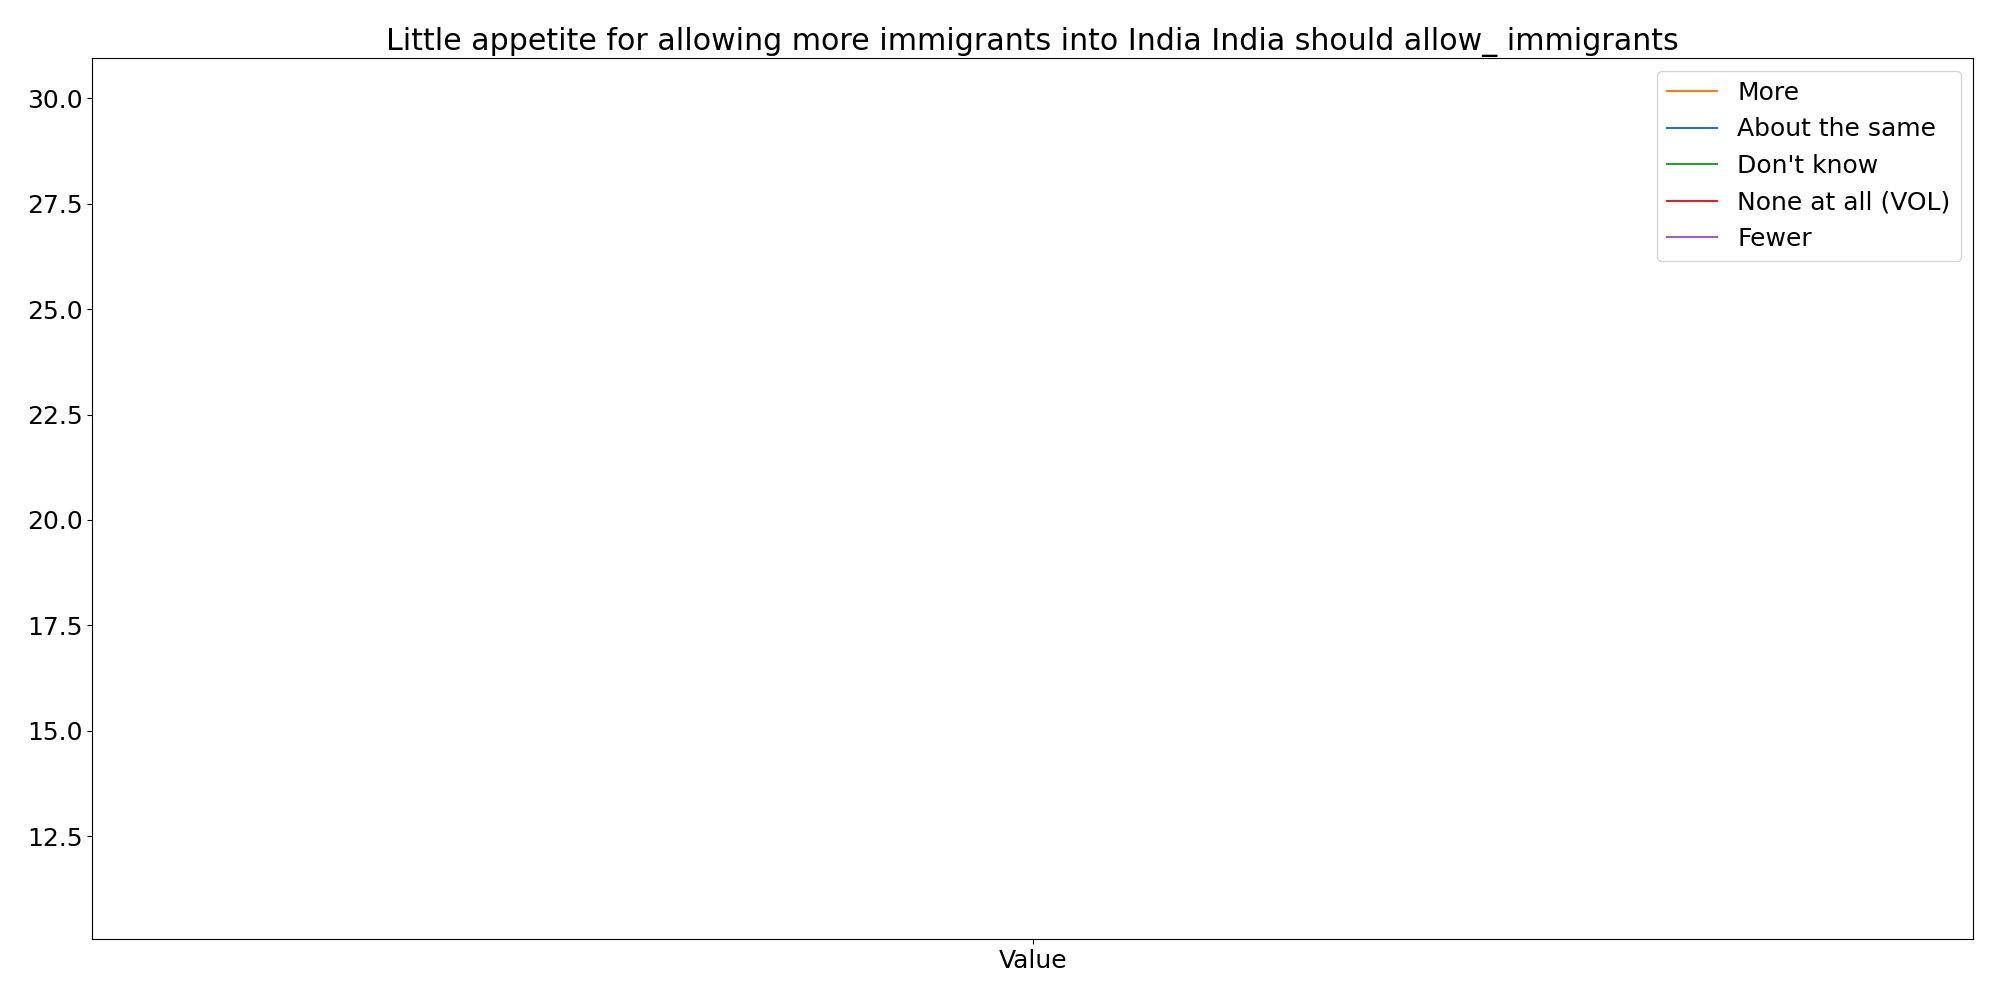 Little appetite for allowing more immigrants into India India should allow_ immigrants
30.0
27.5
25.0
22.5
20.0
17.5
15.0
12.5
More
About the same
Don't know
None at all (VOL)
Fewer
Value